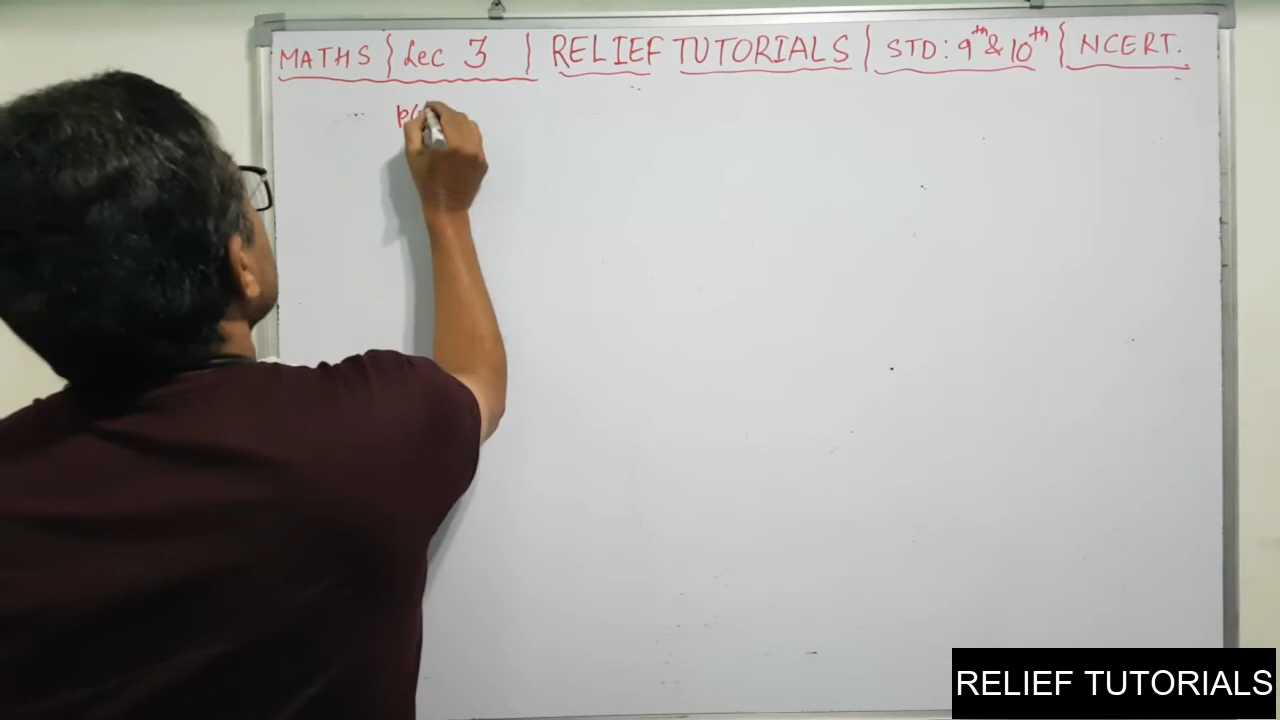 MATHS | Lec 3 | RELIEF TUTORIALS | STD: 9th & 10th | NCERT.
p(
RELIEF TUTORIALS